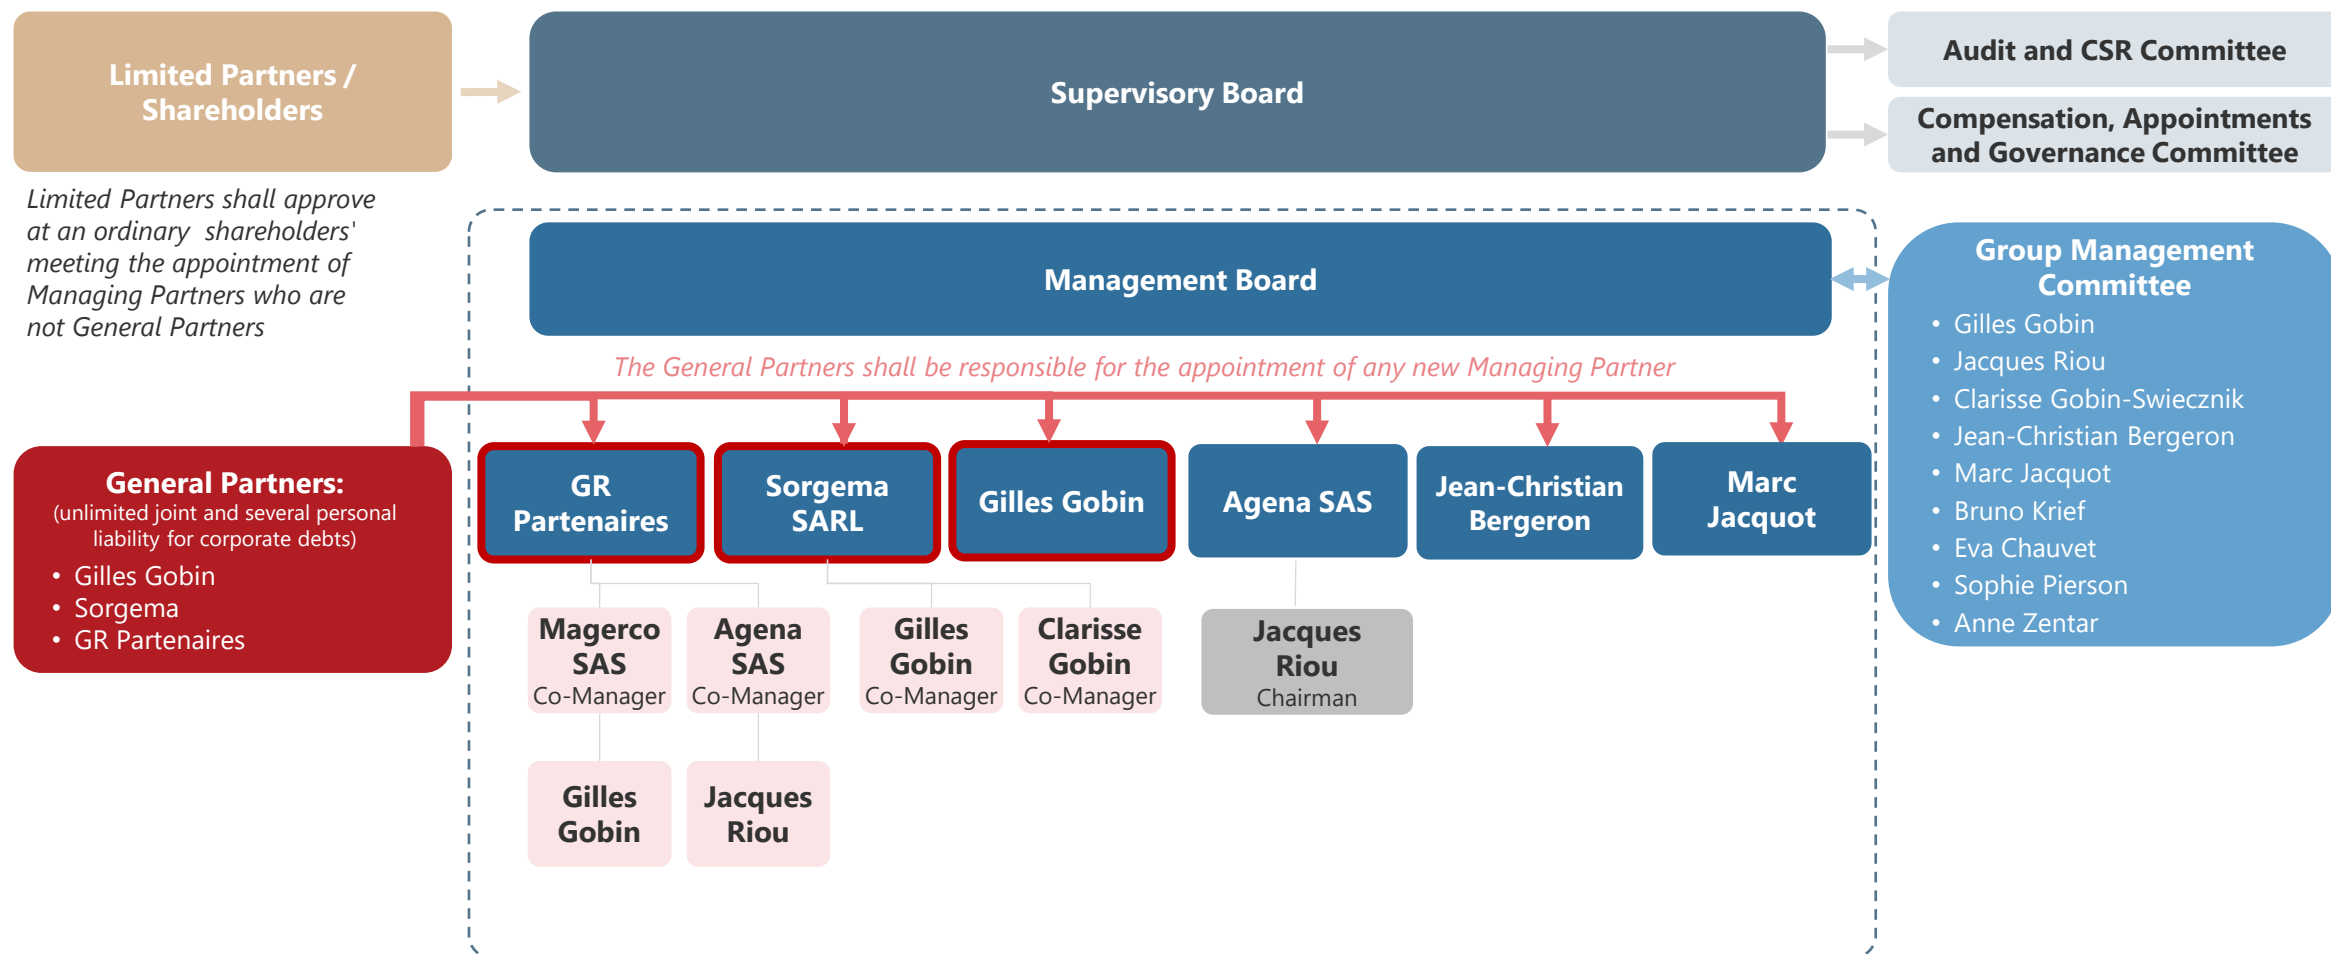 Limited Partners /
Shareholders
Supervisory Board
Audit and CSR Committee
Compensation, Appointments
and Governance Committee
Limited Partners shall approve
at an ordinary shareholders'
meeting the appointment of
Managing Partners who are
not General Partners
Management Board
Group Management
Committee
• Gilles Gobin
• Jacques Riou
• Clarisse Gobin-Swiecznik
• Jean-Christian Bergeron
• Marc Jacquot
• Bruno Krief
• Eva Chauvet
• Sophie Pierson
• Anne Zentar
The General Partners shall be responsible for the appointment of any new Managing Partner
General Partners:
(unlimited joint and several personal
liability for corporate debts)
• Gilles Gobin
• Sorgema
• GR Partenaires
GR
Partenaires
Sorgema
SARL
Gilles Gobin
Agena SAS
Jean-Christian
Bergeron
Marc
Jacquot
Magerco
SAS
Co-Manager
Agena
SAS
Co-Manager
Gilles
Gobin
Co-Manager
Clarisse
Gobin
Co-Manager
Jacques
Riou
Chairman
Gilles
Gobin
Jacques
Riou